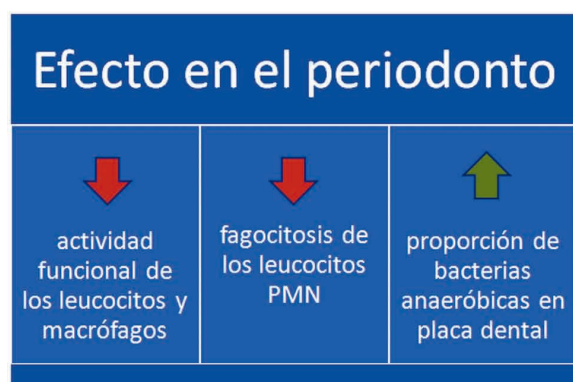 Efecto en el periodonto
actividad
funcional de
los leucocitos y
macrófagos
fagocitosis de
los leucocitos
PMN
proporción de
bacterias
anaeróbicas en
placa dental